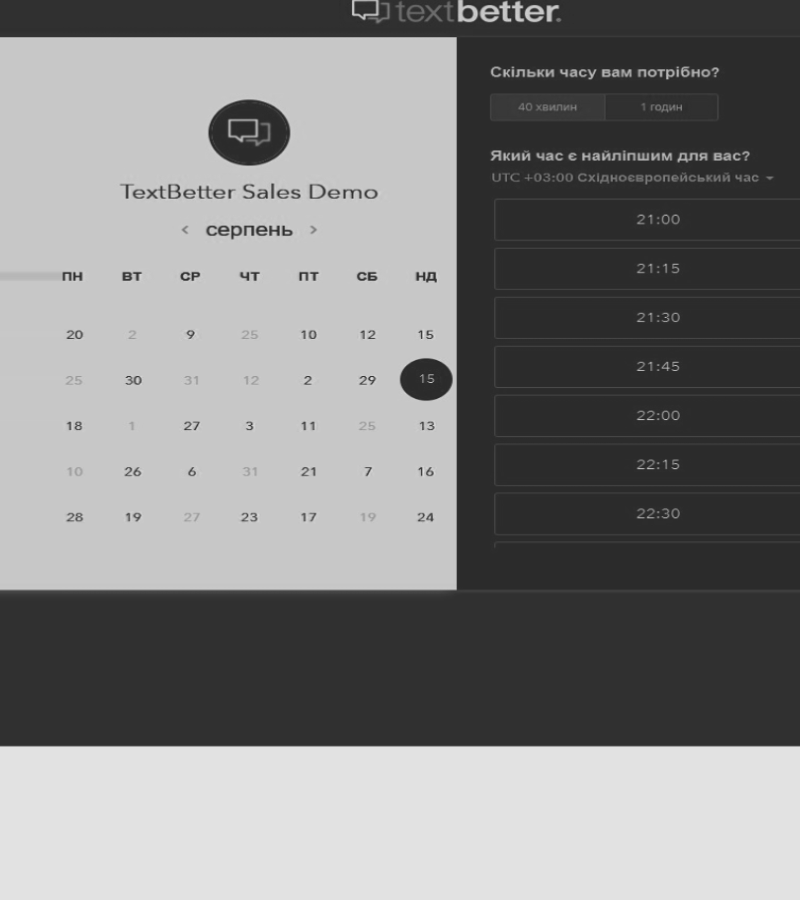 textbetter.
TextBetter Sales Demo
< серпень >
ПН ВТ СР ЧТ ПТ СБ НД
20 2 9 25 10 12 15
25 30 31 12 2 29 15
18 1 27 3 11 25 13
10 26 6 31 21 7 16
28 19 27 23 17 19 24
Скільки часу вам потрібно?
40 хвилин 1 годин
Який час є найліпшим для вас?
UTC +03:00 Східноєвропейський час
21:00
21:15
21:30
21:45
22:00
22:15
22:30